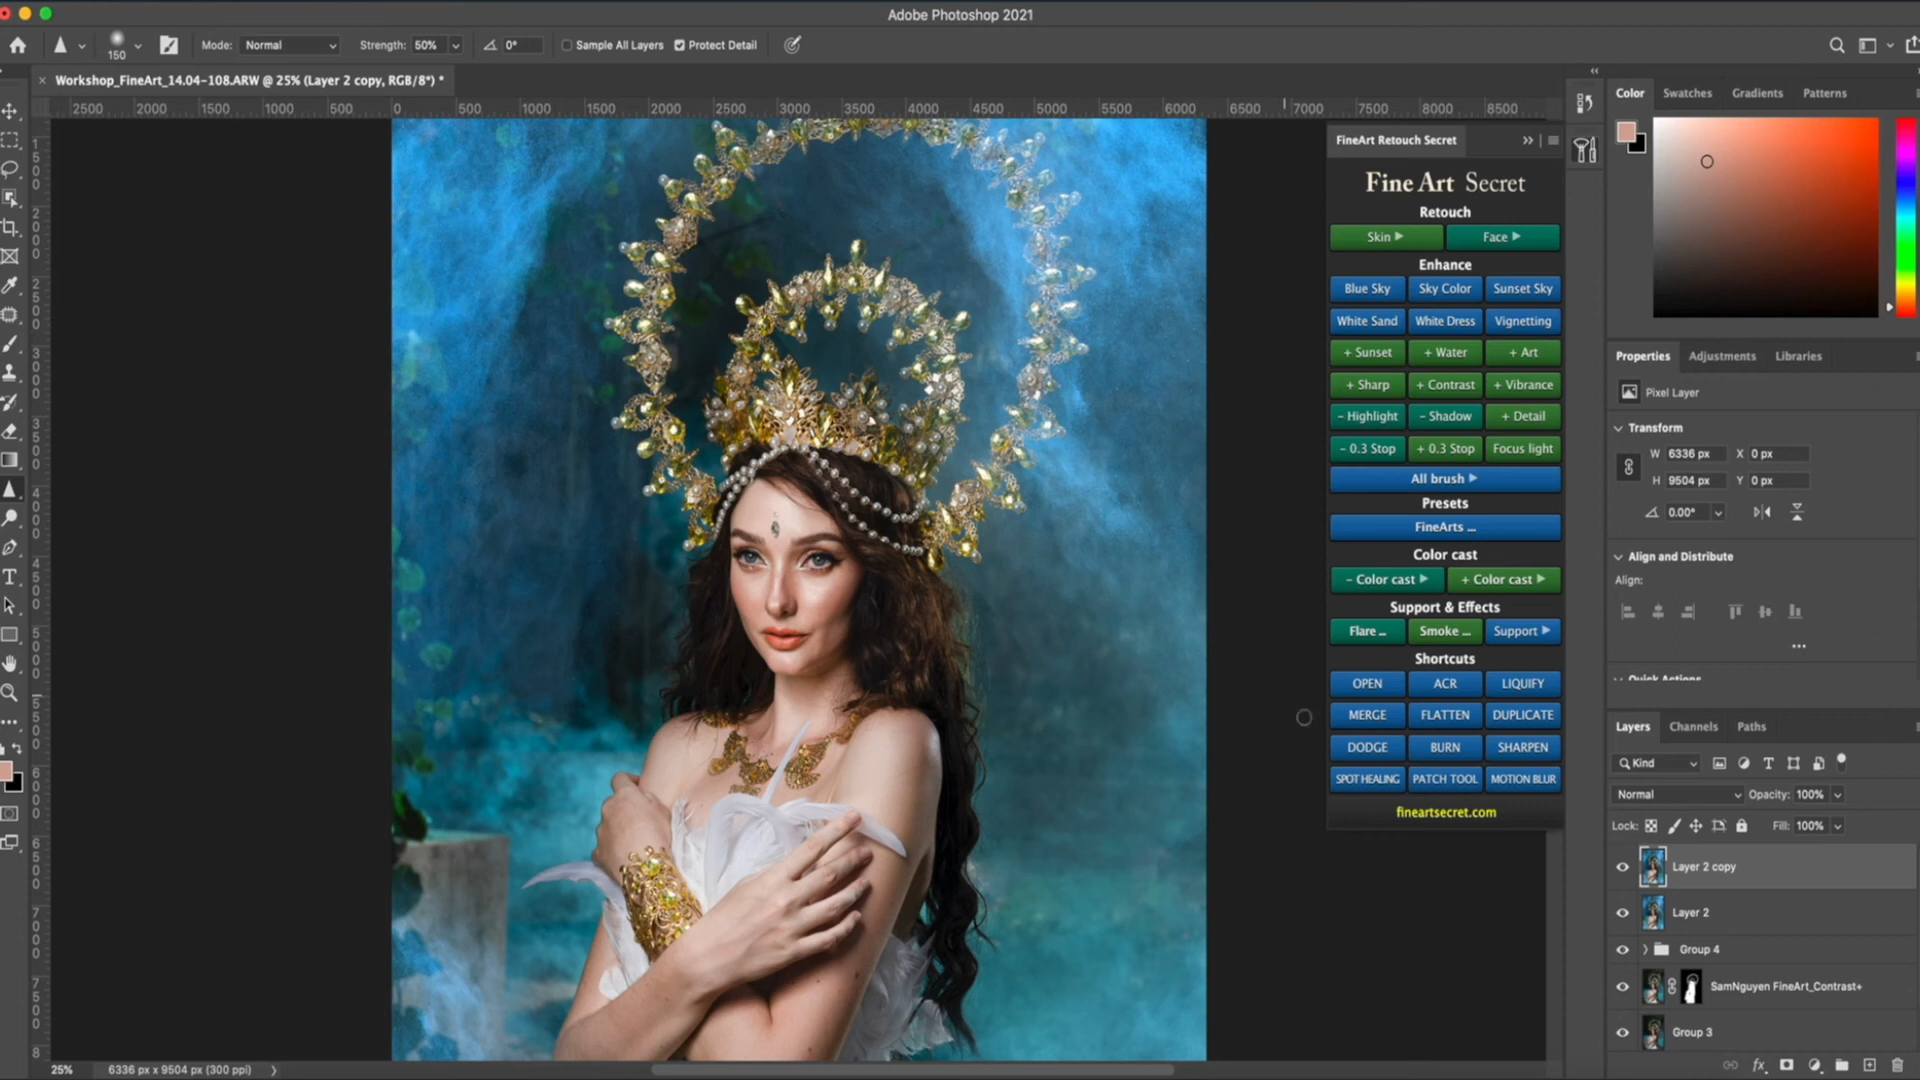 Adobe Photoshop 2021
150
Mode: Normal
Strength: 50%
0°
Sample All Layers
Protect Detail
Workshop_FineArt_14.04-108.ARW @ 25% (Layer 2 copy, RGB/8*) *
2500 2000 1500 1000 500 0 500 1000 1500 2000 2500 3000 3500 4000 4500 5000 5500 6000 6500 7000 7500 8000 8500
FineArt Retouch Secret
Fine Art Secret
Retouch
Skin
Face
Enhance
Blue Sky
Sky Color
Sunset Sky
White Sand
White Dress
Vignetting
+ Sunset
+ Water
+ Art
+ Sharp
+ Contrast
+ Vibrance
- Highlight
- Shadow
+ Detail
- 0.3 Stop
+ 0.3 Stop
Focus light
All brush
Presets
FineArts ...
Color cast
- Color cast
+ Color cast
Support & Effects
Flare ...
Smoke ...
Support
Shortcuts
OPEN
ACR
LIQUIFY
MERGE
FLATTEN
DUPLICATE
DODGE
BURN
SHARPEN
SPOT HEALING
PATCH TOOL
MOTION BLUR
fineartsecret.com
Color
Swatches
Gradients
Patterns
Properties
Adjustments
Libraries
Pixel Layer
Transform
W 6336 px
X 0 px
H 9504 px
Y 0 px
0.00°
Align and Distribute
Align:
Quick Actions
Layers
Channels
Paths
Kind
Normal
Opacity: 100%
Lock:
Fill: 100%
Layer 2 copy
Layer 2
Group 4
SamNguyen FineArt_Contrast+
Group 3
25%
6336 px x 9504 px (300 ppi)